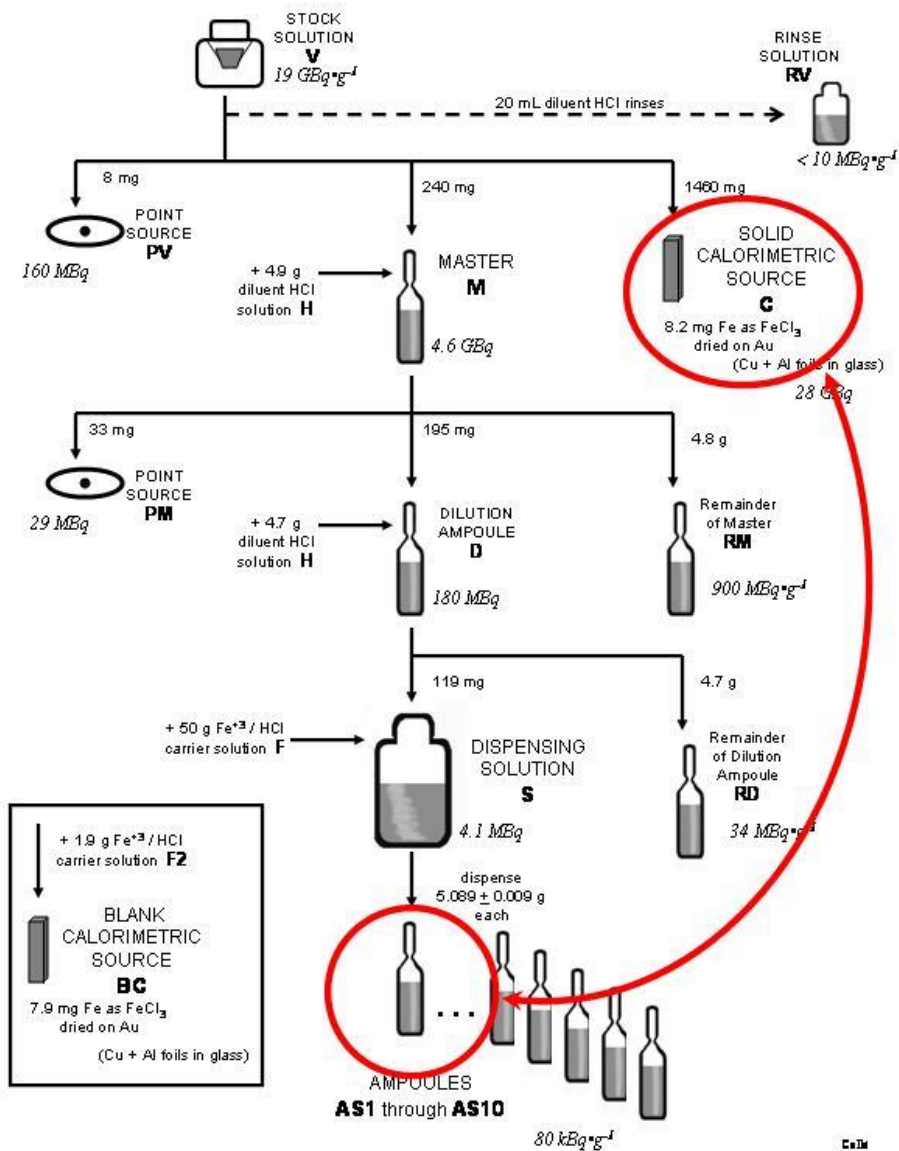 STOCK
SOLUTION
V
19 GBq•g⁻¹
RINSE
SOLUTION
RV
20 mL diluent HCl rinses
< 10 MBq•g⁻¹
8 mg
240 mg
1460 mg
POINT
SOURCE
PV
160 MBq
+ 4.9 g
diluent HCl
solution H
MASTER
M
4.6 GBq
SOLID
CALORIMETRIC
SOURCE
C
8.2 mg Fe as FeCl₃
dried on Au
(Cu + Al foils in glass)
28 GBq
33 mg
195 mg
4.8 g
POINT
SOURCE
PM
29 MBq
+ 4.7 g
diluent HCl
solution H
DILUTION
AMPOULE
D
180 MBq
Remainder
of Master
RM
900 MBq•g⁻¹
119 mg
4.7 g
+ 50 g Fe⁺³ / HCl
carrier solution F
DISPENSING
SOLUTION
S
4.1 MBq
Remainder
of Dilution
Ampoule
RD
34 MBq•g⁻¹
+ 1.9 g Fe⁺³ / HCl
carrier solution F2
BLANK
CALORIMETRIC
SOURCE
BC
7.9 mg Fe as FeCl₃
dried on Au
(Cu + Al foils in glass)
dispense
5.089 ± 0.009 g
each
...
AMPOULES
AS1 through AS10
80 kBq•g⁻¹